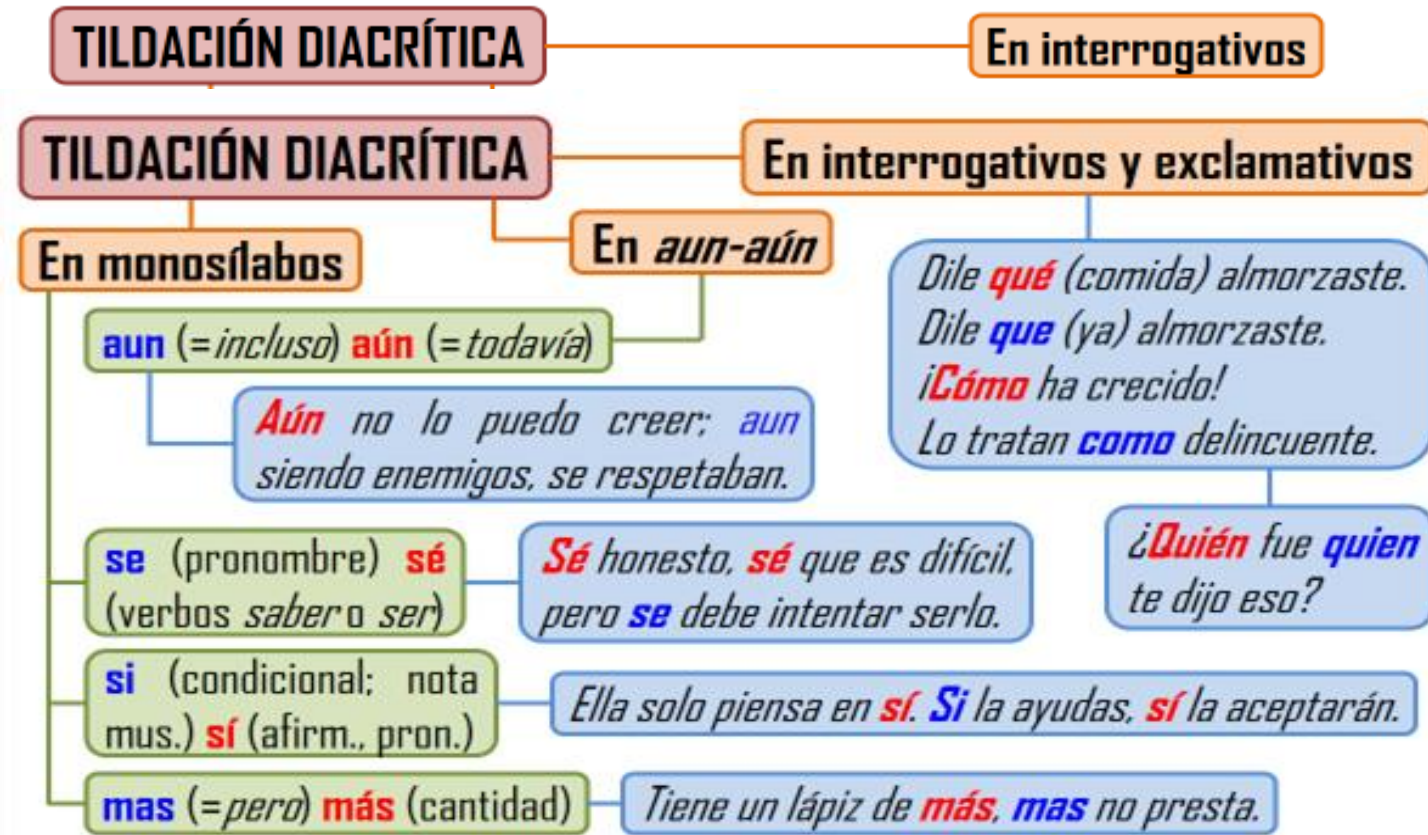 TILDACIÓN DIACRÍTICA
En interrogativos
TILDACIÓN DIACRÍTICA
En interrogativos y exclamativos
En monosílabos
En aun-aún
aun (=incluso) aún (=todavía)
Aún no lo puedo creer; aun
siendo enemigos, se respetaban.
Dile qué (comida) almorzaste.
Dile que (ya) almorzaste.
¡Cómo ha crecido!
Lo tratan como delincuente.
¿Quién fue quien
te dijo eso?
se (pronombre) sé
(verbos saber o ser)
Sé honesto, sé que es difícil,
pero se debe intentar serlo.
si (condicional; nota
mus.) sí (afirm., pron.)
Ella solo piensa en sí. Si la ayudas, sí la aceptarán.
mas (=pero) más (cantidad)
Tiene un lápiz de más, mas no presta.